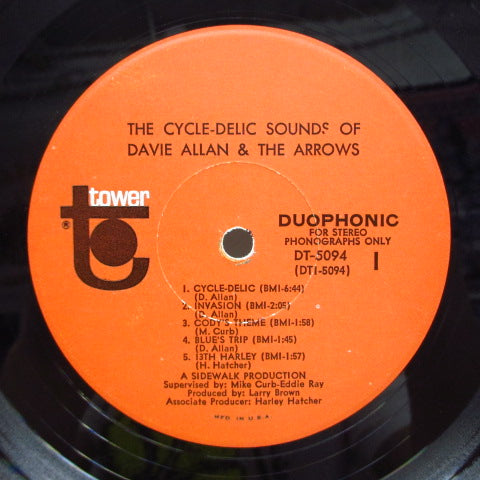 THE CYCLE-DELIC SOUNDS OF
DAVIE ALLAN & THE ARROWS
tower
®
DUOPHONIC
FOR STEREO
PHONOGRAPHS ONLY
DT-5094
(DT1-5094)
1
1. CYCLE-DELIC (BMI-6:44)
(D. Allan)
2. INVASION (BMI-2:05)
(D. Allan)
3. CODY'S THEME (BMI-1:58)
(M. Curb)
4. BLUE'S TRIP (BMI-1:45)
(D. Allan)
5. 13TH HARLEY (BMI-1:57)
(H. Hatcher)
A SIDEWALK PRODUCTION
Supervised by: Mike Curb-Eddie Ray
Produced by: Larry Brown
Associate Producer: Harley Hatcher
MFD. IN U.S.A.